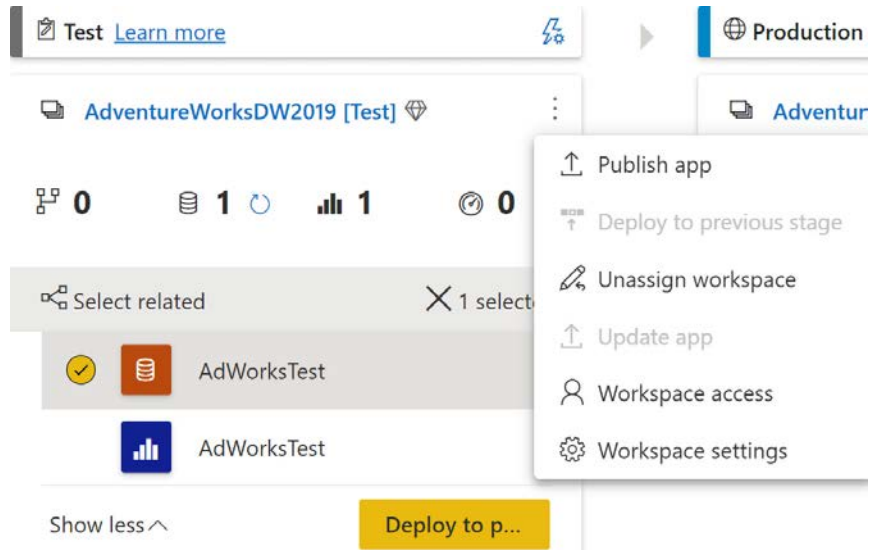 Test Learn more
Production
AdventureWorksDW2019 [Test]
Adventur
0 1 1 0
Publish app
Deploy to previous stage
Unassign workspace
Update app
Workspace access
Workspace settings
Select related
1 selecte
AdWorksTest
AdWorksTest
Show less
Deploy to p...